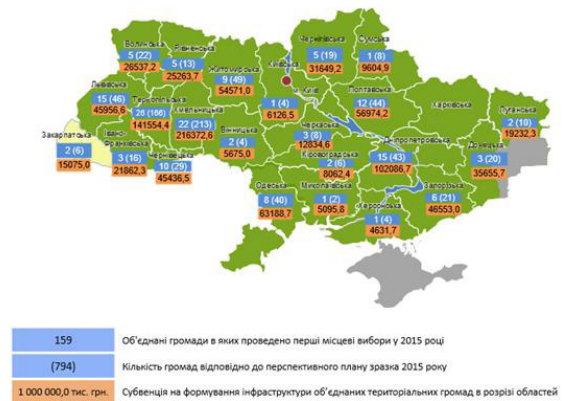 Волинська
5 (22)
26537,2
Рівненська
5 (13)
25263,7
Житомирська
9 (49)
54571,0
Київська
м. Київ
1 (4)
6126,5
Чернігівська
5 (19)
31649,2
Сумська
1 (8)
9604,9
Львівська
15 (46)
45956,6
Тернопільська
26 (166)
141554,4
Хмельницька
22 (213)
216372,6
Вінницька
2 (4)
5675,0
Черкаська
3 (8)
12834,6
Полтавська
12 (44)
56974,2
Харківська
Луганська
2 (10)
19232,3
Закарпатська
2 (6)
15075,0
Івано-
Франківська
3 (16)
21862,3
Чернівецька
10 (29)
45436,5
Кіровоградська
2 (6)
8062,4
Дніпропетровська
15 (43)
102086,7
Донецька
3 (20)
35655,7
Одеська
8 (40)
63188,7
Миколаївська
1 (2)
5095,8
Херсонська
1 (4)
4631,7
Запорізька
6 (21)
46553,0
159 Об'єднані громади в яких проведено перші місцеві вибори у 2015 році
(794) Кількість громад відповідно до перспективного плану зразка 2015 року
1 000 000,0 тис. грн. Субвенція на формування інфраструктури об'єднаних територіальних громад в розрізі областей